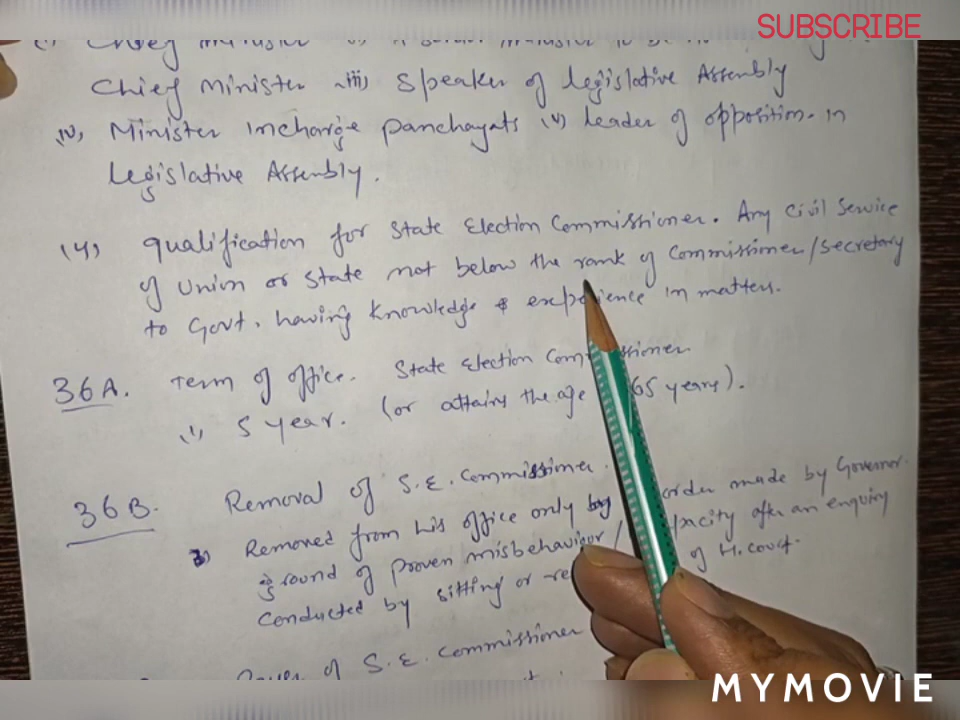 SUBSCRIBE
Chief Minister
Chief Minister iii) Speaker of Legislative Assembly
iv) Minister Incharge Panchayats (v) Leader of opposition in
Legislative Assembly.
(4) qualification for State Election Commissioner. Any civil Service
of Union or State not below the rank of Commissioner/Secretary
to Govt. having knowledge & experience in matters.
36A. Term of office. State Election Commissioner
(i) 5 year. (or attains the age 65 years).
36B. Removal of S.E. Commissioner.
Removed from his office only by order made by Governor
ground of proven misbehaviour/ after an enquiry
conducted by sitting or of H. Court.
of S.E. Commissioner
MYMOVIE